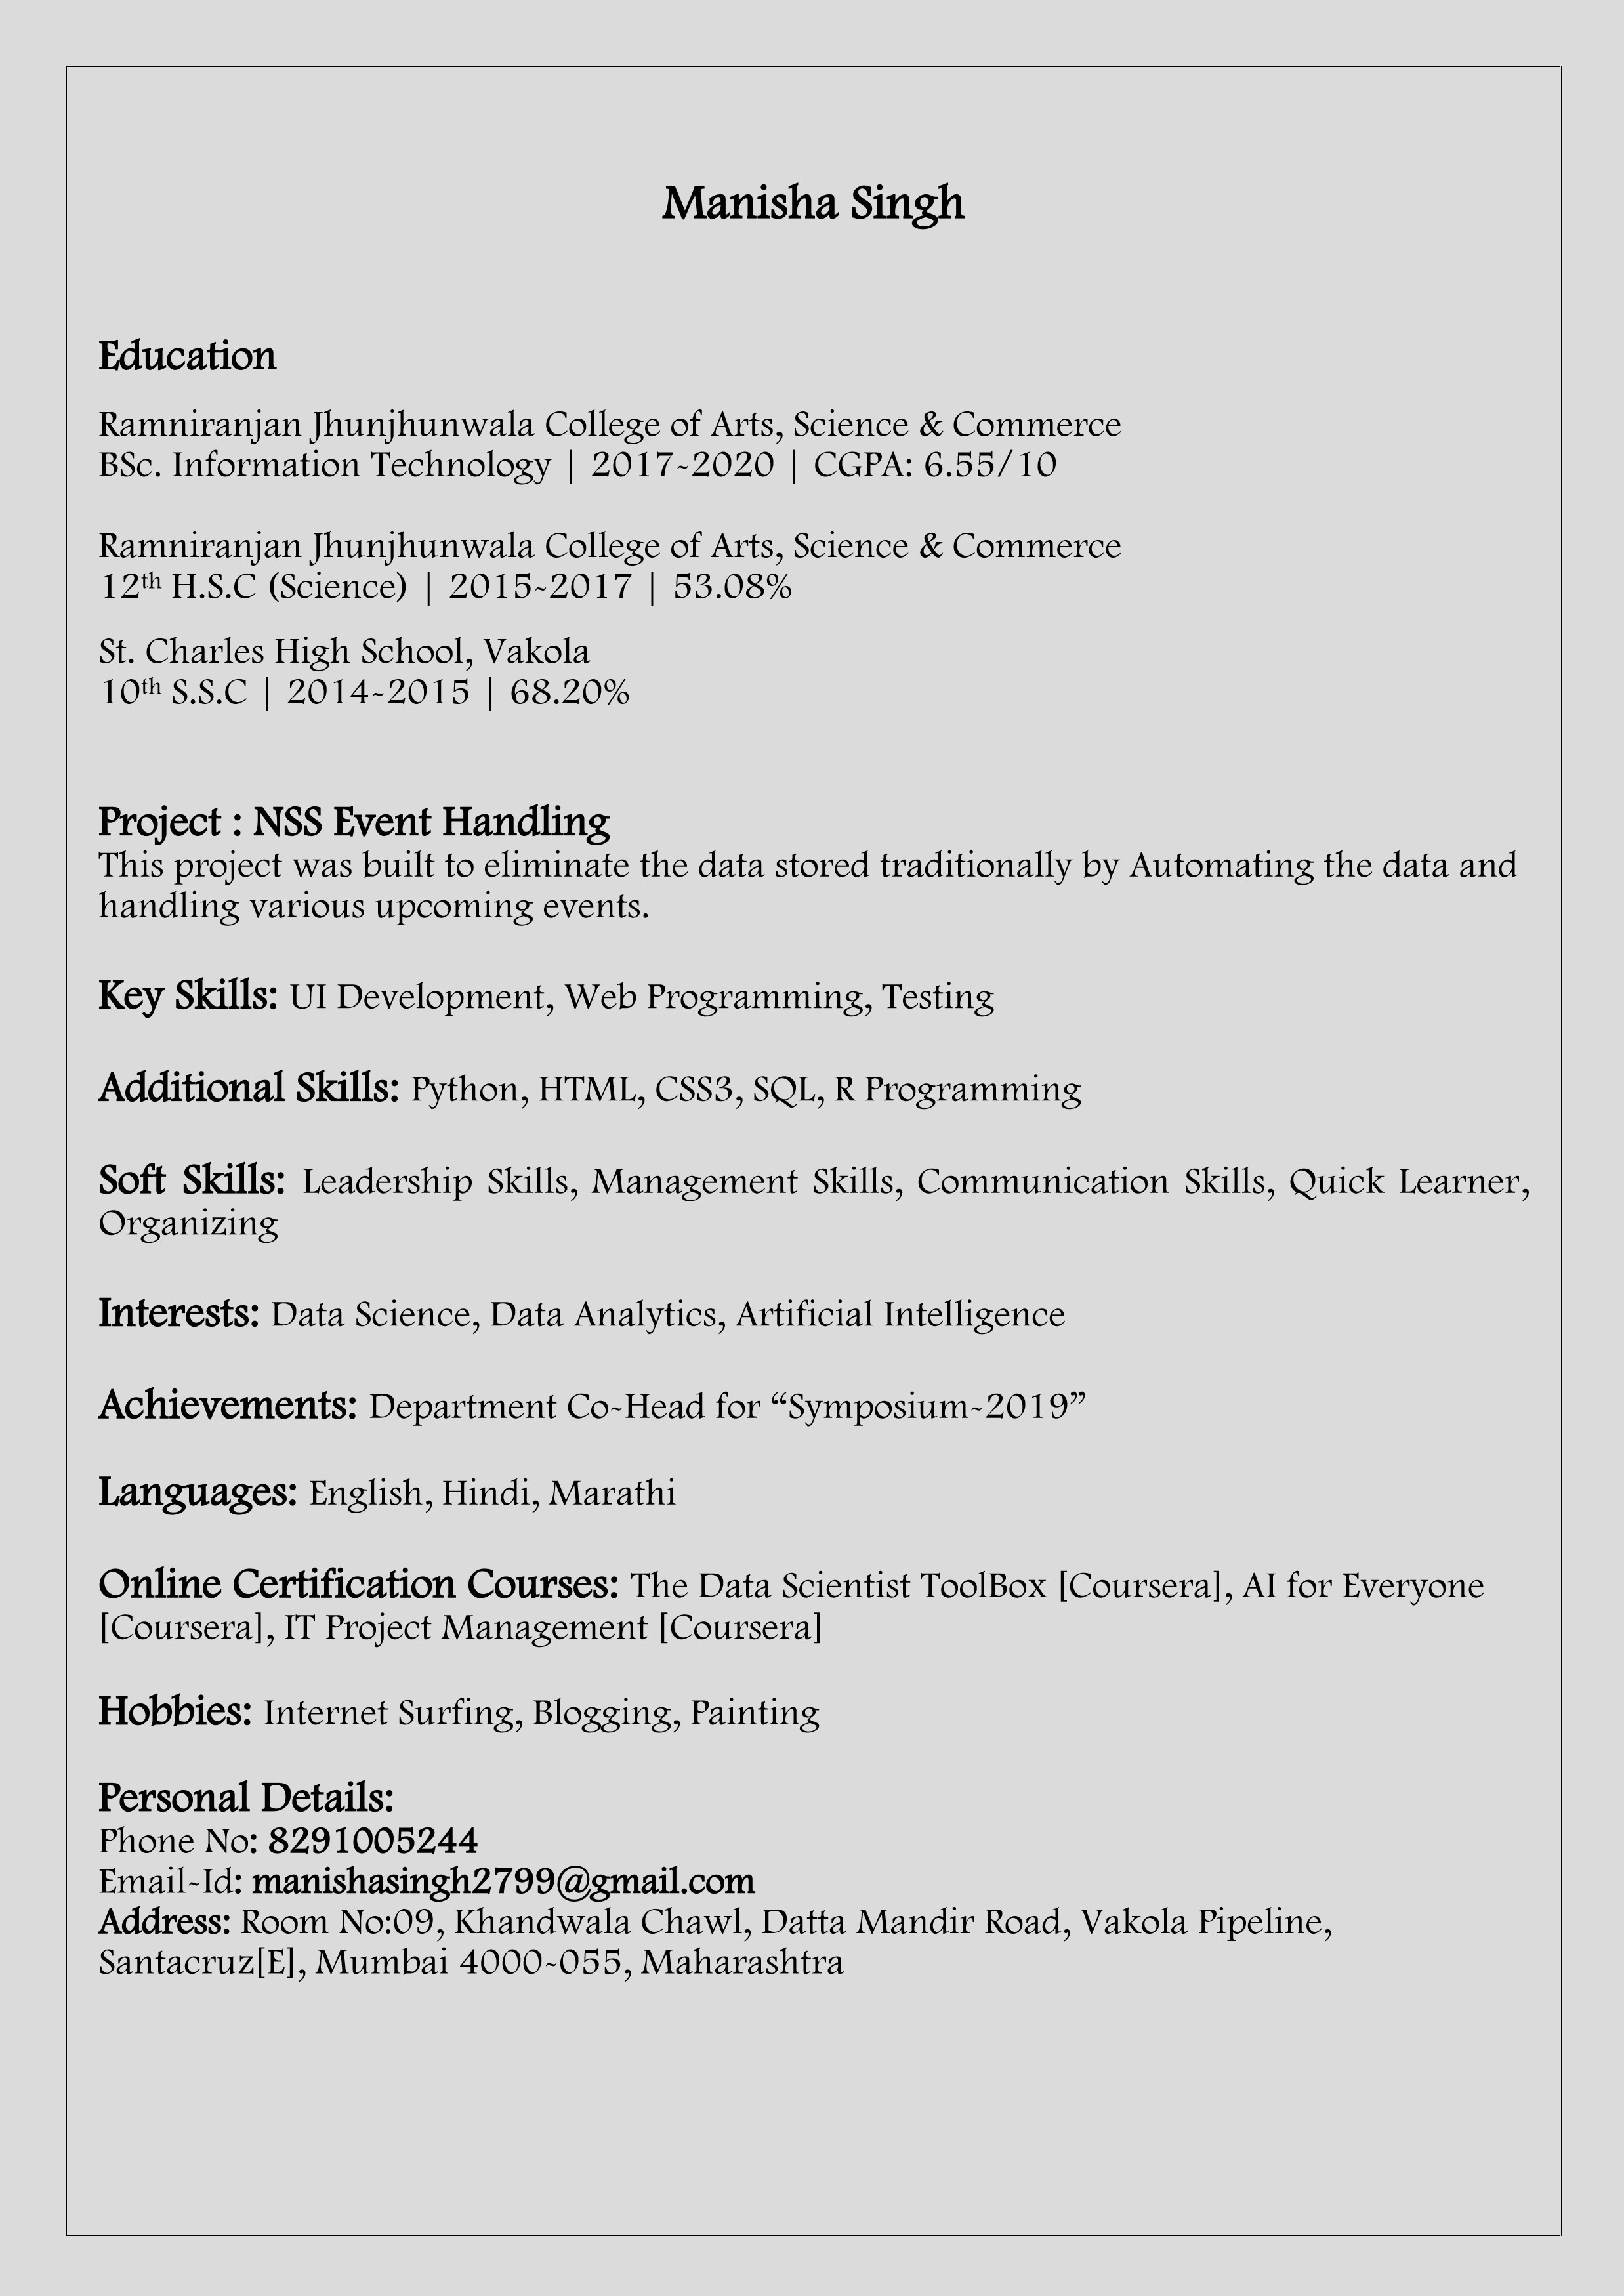 Manisha Singh
Education
Ramniranjan Jhunjhunwala College of Arts, Science & Commerce
BSc. Information Technology | 2017-2020 | CGPA: 6.55/10
Ramniranjan Jhunjhunwala College of Arts, Science & Commerce
12th H.S.C (Science) | 2015-2017 | 53.08%
St. Charles High School, Vakola
10th S.S.C | 2014-2015 | 68.20%
Project : NSS Event Handling
This project was built to eliminate the data stored traditionally by Automating the data and
handling various upcoming events.
Key Skills: UI Development, Web Programming, Testing
Additional Skills: Python, HTML, CSS3, SQL, R Programming
Soft Skills: Leadership Skills, Management Skills, Communication Skills, Quick Learner,
Organizing
Interests: Data Science, Data Analytics, Artificial Intelligence
Achievements: Department Co-Head for “Symposium-2019”
Languages: English, Hindi, Marathi
Online Certification Courses: The Data Scientist ToolBox [Coursera], AI for Everyone
[Coursera], IT Project Management [Coursera]
Hobbies: Internet Surfing, Blogging, Painting
Personal Details:
Phone No: 8291005244
Email-Id: manishasingh2799@gmail.com
Address: Room No:09, Khandwala Chawl, Datta Mandir Road, Vakola Pipeline,
Santacruz[E], Mumbai 4000-055, Maharashtra